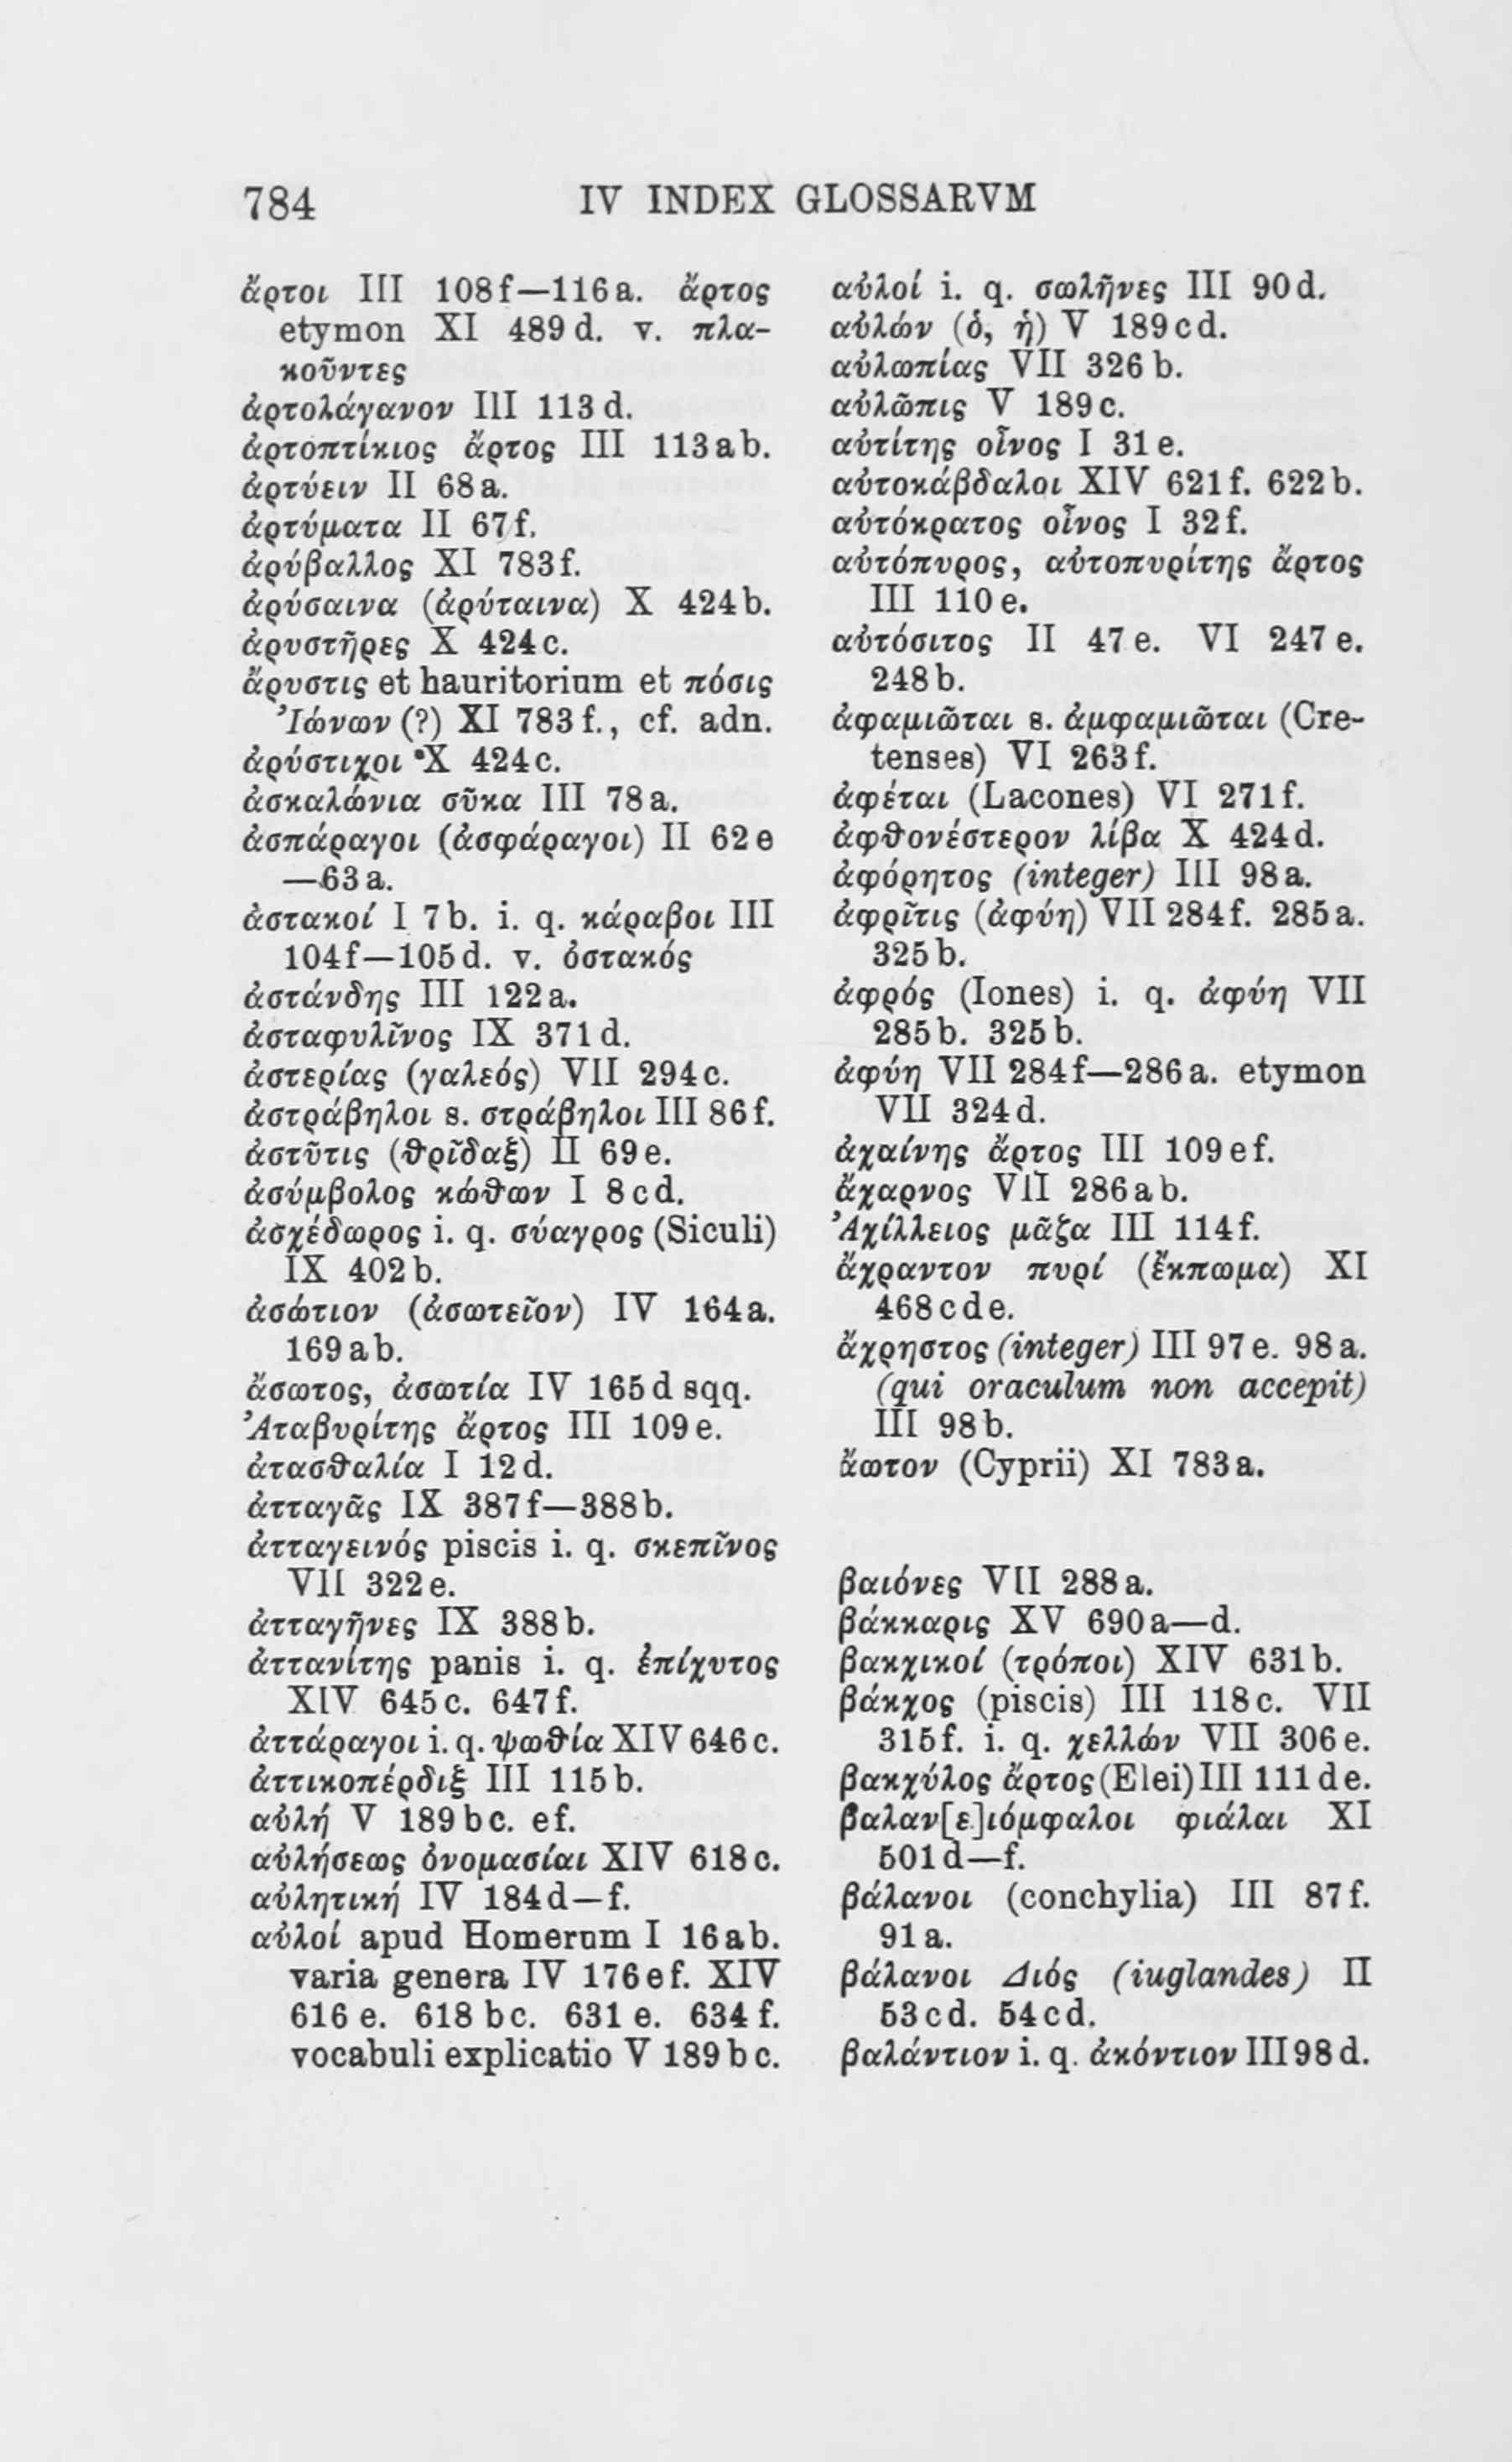 784 IV INDEX GLOSSARVM
ἄρτοι III 108f—116a. ἄρτος
etymon XI 489d. v. πλα-
κοῦντες
ἀρτολάγανον III 113d.
ἀρτοπτίκιος ἄρτος III 113ab.
ἀρτύειν II 68a.
ἀρτύματα II 67f.
ἀρύβαλλος XI 783f.
ἀρύσαινα (ἀρύταινα) X 424b.
ἀρυστῆρες X 424c.
ἄρυστις et hauritorium et πόσις
Ἰώνων (?) XI 783f., cf. adn.
ἀρύστιχοι X 424c.
ἀσκαλώνια σῦκα III 78a.
ἀσπάραγοι (ἀσφάραγοι) II 62e
—63a.
ἀστακοί I 7b. i. q. κάραβοι III
104f—105d. v. ὀστακός
ἀστάνδης III 122a.
ἀσταφυλῖνος IX 371d.
ἀστερίας (γαλεός) VII 294c.
ἀστράβηλοι s. στράβηλοι III 86f.
ἀστῦτις (θρῖδαξ) II 69e.
ἀσύμβολος κώθων I 8cd.
ἀσχέδωρος i. q. σύαγρος (Siculi)
IX 402b.
ἀσώτιον (ἀσωτεῖον) IV 164a.
169ab.
ἄσωτος, ἀσωτία IV 165d sqq.
Ἀταβυρίτης ἄρτος III 109e.
ἀτασθαλία I 12d.
ἀτταγᾶς IX 387f—388b.
ἀτταγεινός piscis i. q. σκεπῖνος
VII 322e.
ἀτταγῆνες IX 388b.
ἀττανίτης panis i. q. ἐπίχυτος
XIV 645c. 647f.
ἀττάραγοι i. q. ψωθία XIV 646c.
ἀττικοπέρδιξ III 115b.
αὐλή V 189bc. ef.
αὐλήσεως ὀνομασίαι XIV 618c.
αὐλητική IV 184d—f.
αὐλοί apud Homerum I 16ab.
varia genera IV 176ef. XIV
616e. 618bc. 631e. 634f.
vocabuli explicatio V 189bc.
αὐλοί i. q. σωλῆνες III 90d.
αὐλών (ὁ, ἡ) V 189cd.
αὐλωπίας VII 326b.
αὐλῶπις V 189c.
αὐτίτης οἶνος I 31e.
αὐτοκάβδαλοι XIV 621f. 622b.
αὐτόκρατος οἶνος I 32f.
αὐτόπυρος, αὐτοπυρίτης ἄρτος
III 110e.
αὐτόσιτος II 47e. VI 247e.
248b.
ἀφαμιῶται s. ἀμφαμιῶται (Cre-
tenses) VI 263f.
ἀφέται (Lacones) VI 271f.
ἀφθονέστερον λίβα X 424d.
ἀφόρητος (integer) III 98a.
ἀφρῖτις (ἀφύη) VII 284f. 285a.
325b.
ἀφρός (Iones) i. q. ἀφύη VII
285b. 325b.
ἀφύη VII 284f—286a. etymon
VII 324d.
ἀχαίνης ἄρτος III 109ef.
ἄχαρνος VII 286ab.
Ἀχίλλειος μᾶζα III 114f.
ἄχραντον πυρί (ἔκπωμα) XI
468cde.
ἄχρηστος (integer) III 97e. 98a.
(qui oraculum non accepit)
III 98b.
ἄωτον (Cyprii) XI 783a.
βαιόνες VII 288a.
βάκκαρις XV 690a—d.
βακχικοί (τρόποι) XIV 631b.
βάκχος (piscis) III 118c. VII
315f. i. q. χελλών VII 306e.
βακχύλος ἄρτος (Elei) III 111de.
βαλαν[ε]ιόμφαλοι φιάλαι XI
501d—f.
βάλανοι (conchylia) III 87f.
91a.
βάλανοι Διός (iuglandes) II
53cd. 54cd.
βαλάντιον i. q. ἀκόντιον III 98d.